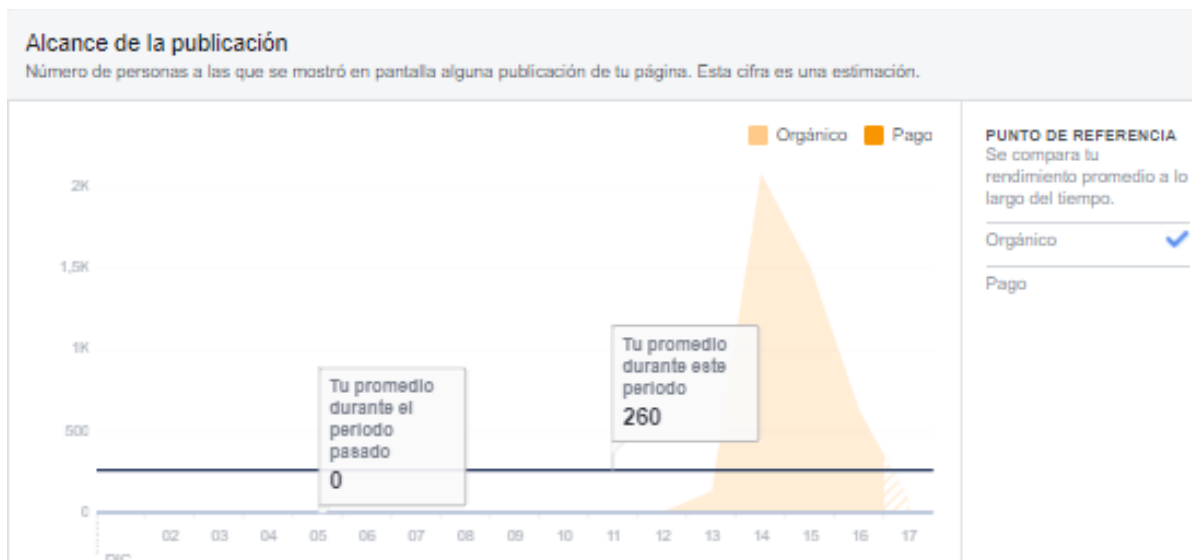 Alcance de la publicación
Número de personas a las que se mostró en pantalla alguna publicación de tu página. Esta cifra es una estimación.
Orgánico Pago
PUNTO DE REFERENCIA
Se compara tu
rendimiento promedio a lo
largo del tiempo.
Orgánico
Pago
2K
1,5K
1K
500
0
Tu promedio
durante este
periodo
260
Tu promedio
durante el
periodo
pasado
0
02 03 04 05 06 07 08 09 10 11 12 13 14 15 16 17
DIC